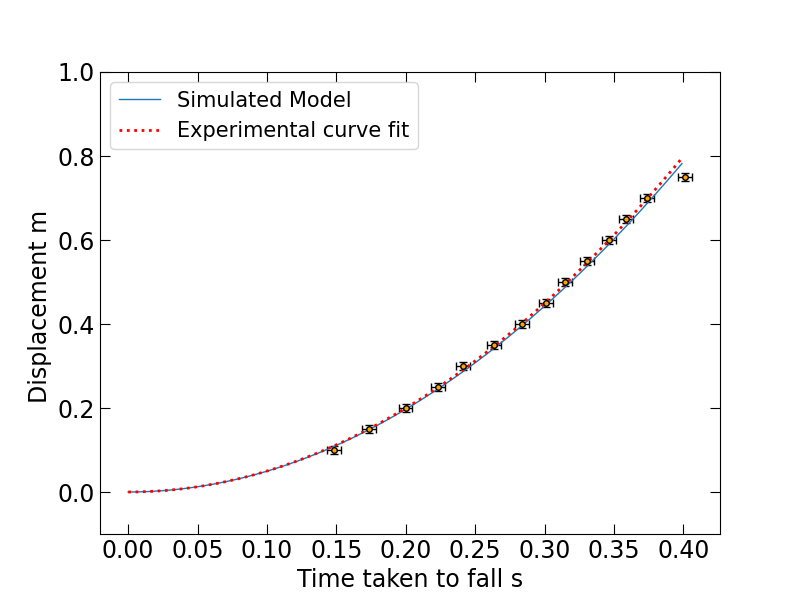 1.0
Simulated Model
Experimental curve fit
0.8
0.6
0.4
0.2
0.0
Displacement m
0.00 0.05 0.10 0.15 0.20 0.25 0.30 0.35 0.40
Time taken to fall s